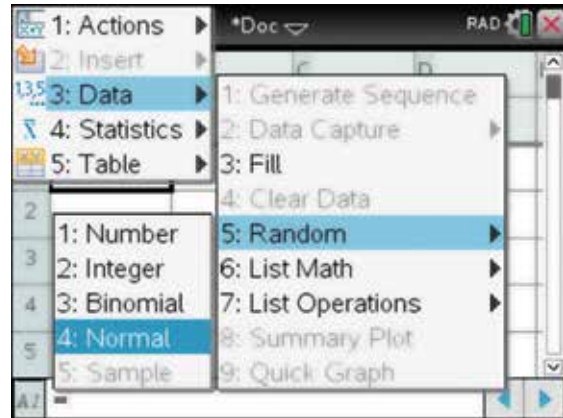 1: Actions
2: Insert
3: Data
4: Statistics
5: Table
*Doc
RAD
C
D
1: Generate Sequence
2: Data Capture
3: Fill
4: Clear Data
5: Random
6: List Math
7: List Operations
8: Summary Plot
9: Quick Graph
1: Number
2: Integer
3: Binomial
4: Normal
5: Sample
2
3
4
5
A1 =